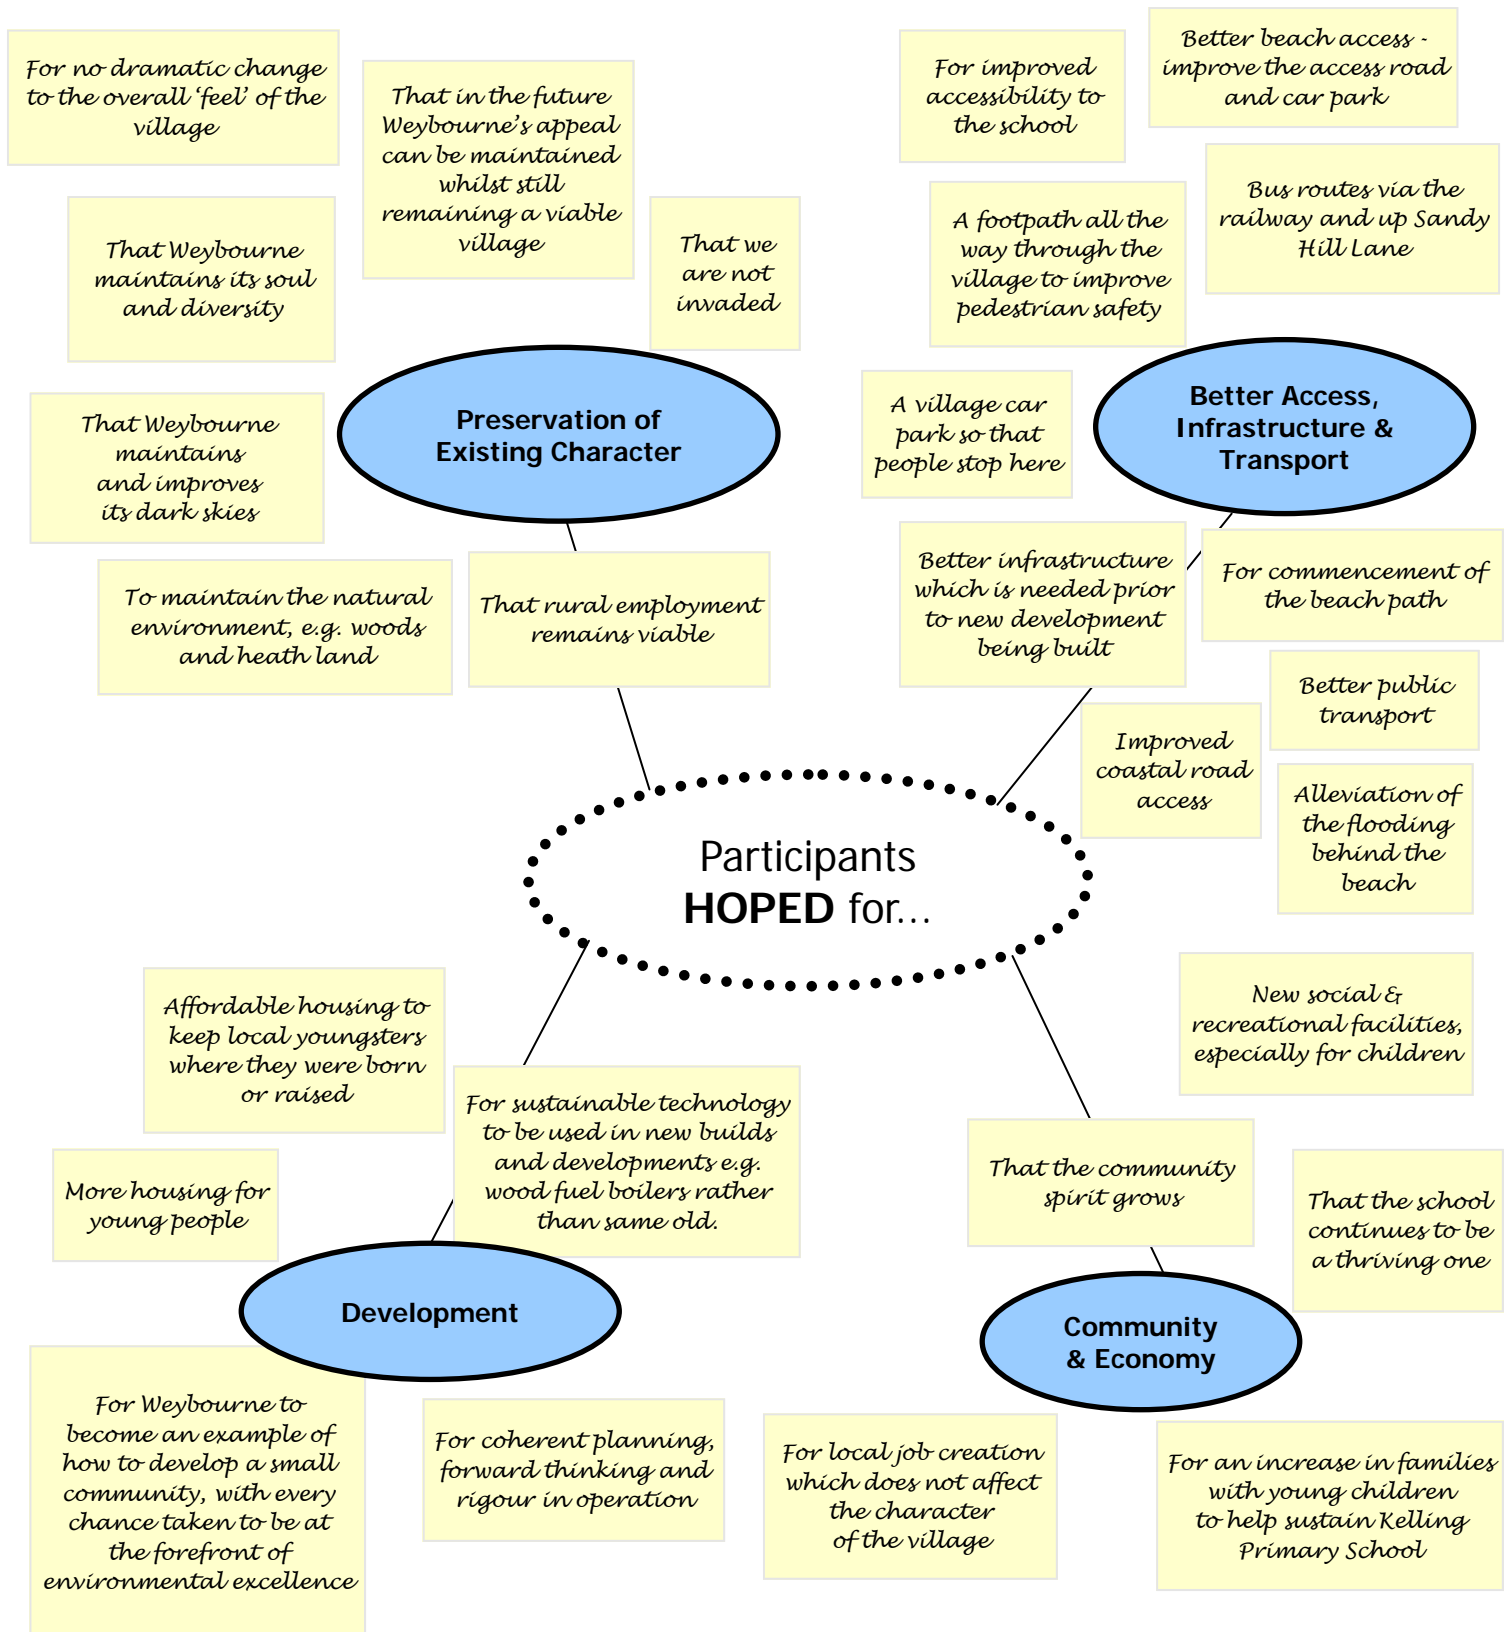 For no dramatic change
to the overall ‘feel’ of the
village
That in the future
Weybourne’s appeal
can be maintained
whilst still
remaining a viable
village
That Weybourne
maintains its soul
and diversity
That we
are not
invaded
That Weybourne
maintains
and improves
its dark skies
Preservation of
Existing Character
To maintain the natural
environment, e.g. woods
and heath land
That rural employment
remains viable
For improved
accessibility to
the school
Better beach access -
improve the access road
and car park
A footpath all the
way through the
village to improve
pedestrian safety
Bus routes via the
railway and up Sandy
Hill Lane
A village car
park so that
people stop here
Better Access,
Infrastructure &
Transport
Better infrastructure
which is needed prior
to new development
being built
For commencement of
the beach path
Better public
transport
Improved
coastal road
access
Alleviation of
the flooding
behind the
beach
Participants
HOPED for...
Affordable housing to
keep local youngsters
where they were born
or raised
For sustainable technology
to be used in new builds
and developments e.g.
wood fuel boilers rather
than same old.
More housing for
young people
Development
For Weybourne to
become an example of
how to develop a small
community, with every
chance taken to be at
the forefront of
environmental excellence
For coherent planning,
forward thinking and
rigour in operation
New social &
recreational facilities,
especially for children
That the community
spirit grows
That the school
continues to be
a thriving one
Community
& Economy
For local job creation
which does not affect
the character
of the village
For an increase in families
with young children
to help sustain Kelling
Primary School